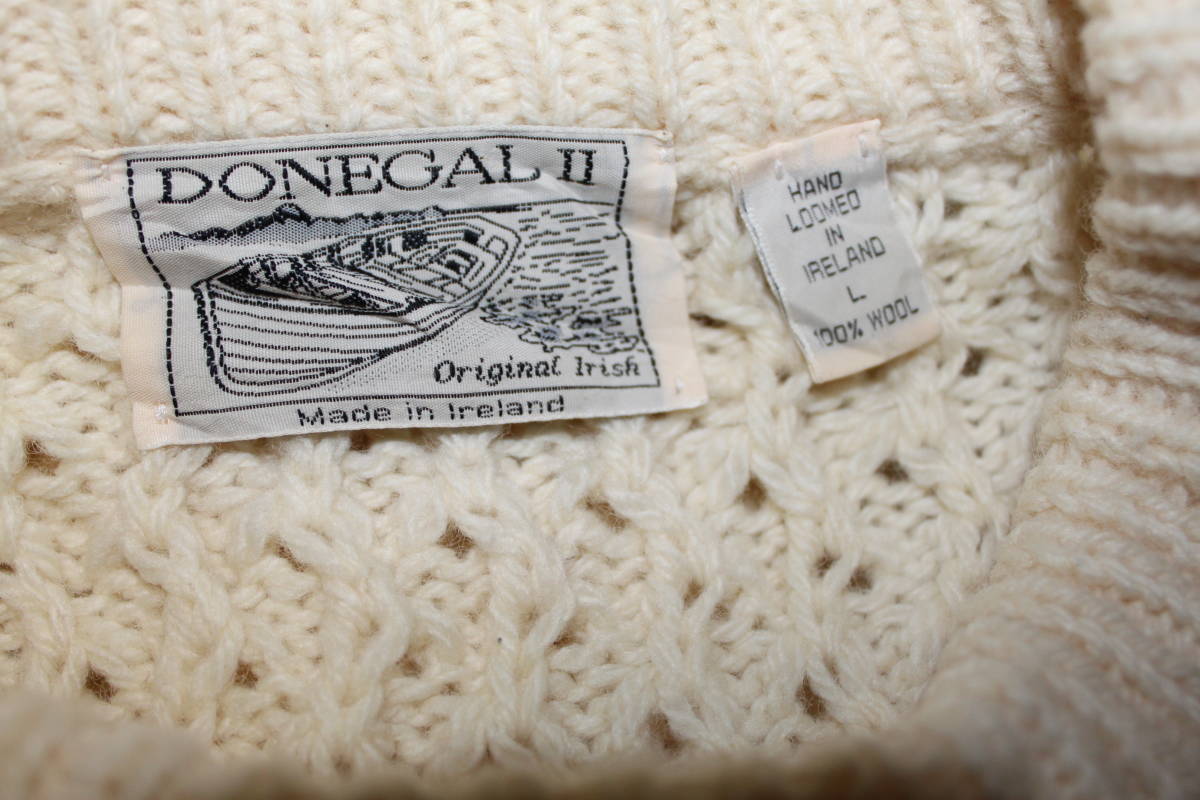 DONEGAL II
Original Irish
Made in Ireland
HAND
LOOMED
IN
IRELAND
L
100% WOOL